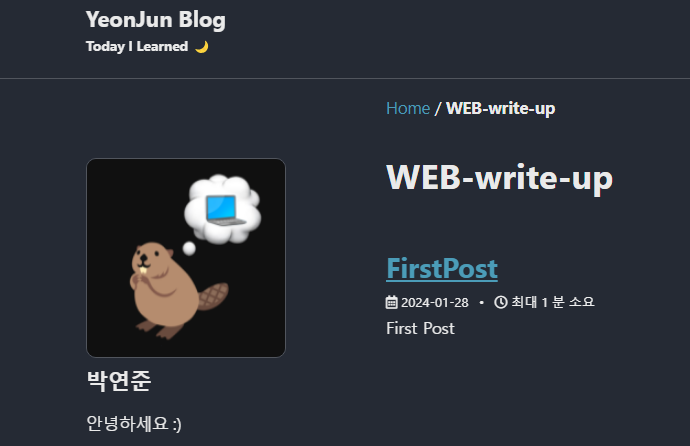 YeonJun Blog
Today I Learned 🌙
Home / WEB-write-up
WEB-write-up
FirstPost
2024-01-28 • 최대 1 분 소요
First Post
박연준
안녕하세요 :)